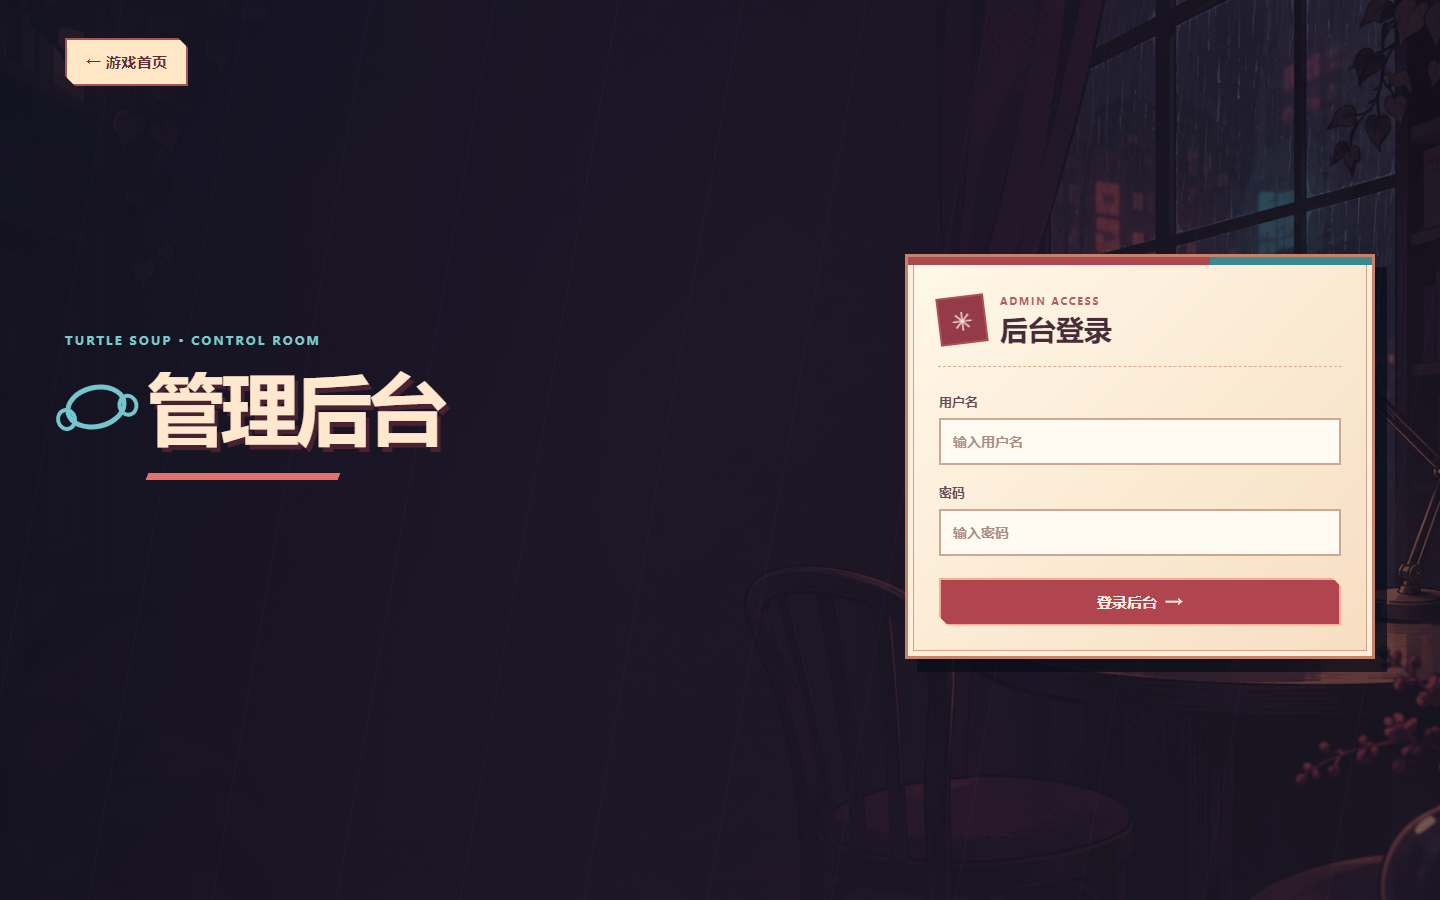 ← 游戏首页
TURTLE SOUP • CONTROL ROOM
管理后台
ADMIN ACCESS
后台登录
用户名
输入用户名
密码
输入密码
登录后台 →